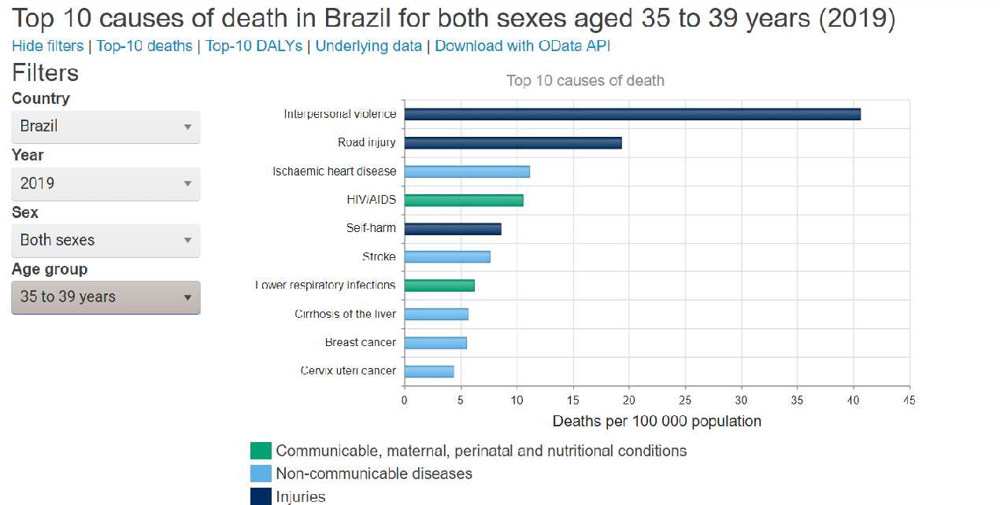 Top 10 causes of death in Brazil for both sexes aged 35 to 39 years (2019)
Hide filters | Top-10 deaths | Top-10 DALYs | Underlying data | Download with OData API
Filters
Country
Brazil
Year
2019
Sex
Both sexes
Age group
35 to 39 years
Top 10 causes of death
Interpersonal violence
Road injury
Ischaemic heart disease
HIV/AIDS
Self-harm
Stroke
Lower respiratory infections
Cirrhosis of the liver
Breast cancer
Cervix uteri cancer
0 5 10 15 20 25 30 35 40 45
Deaths per 100 000 population
Communicable, maternal, perinatal and nutritional conditions
Non-communicable diseases
Injuries